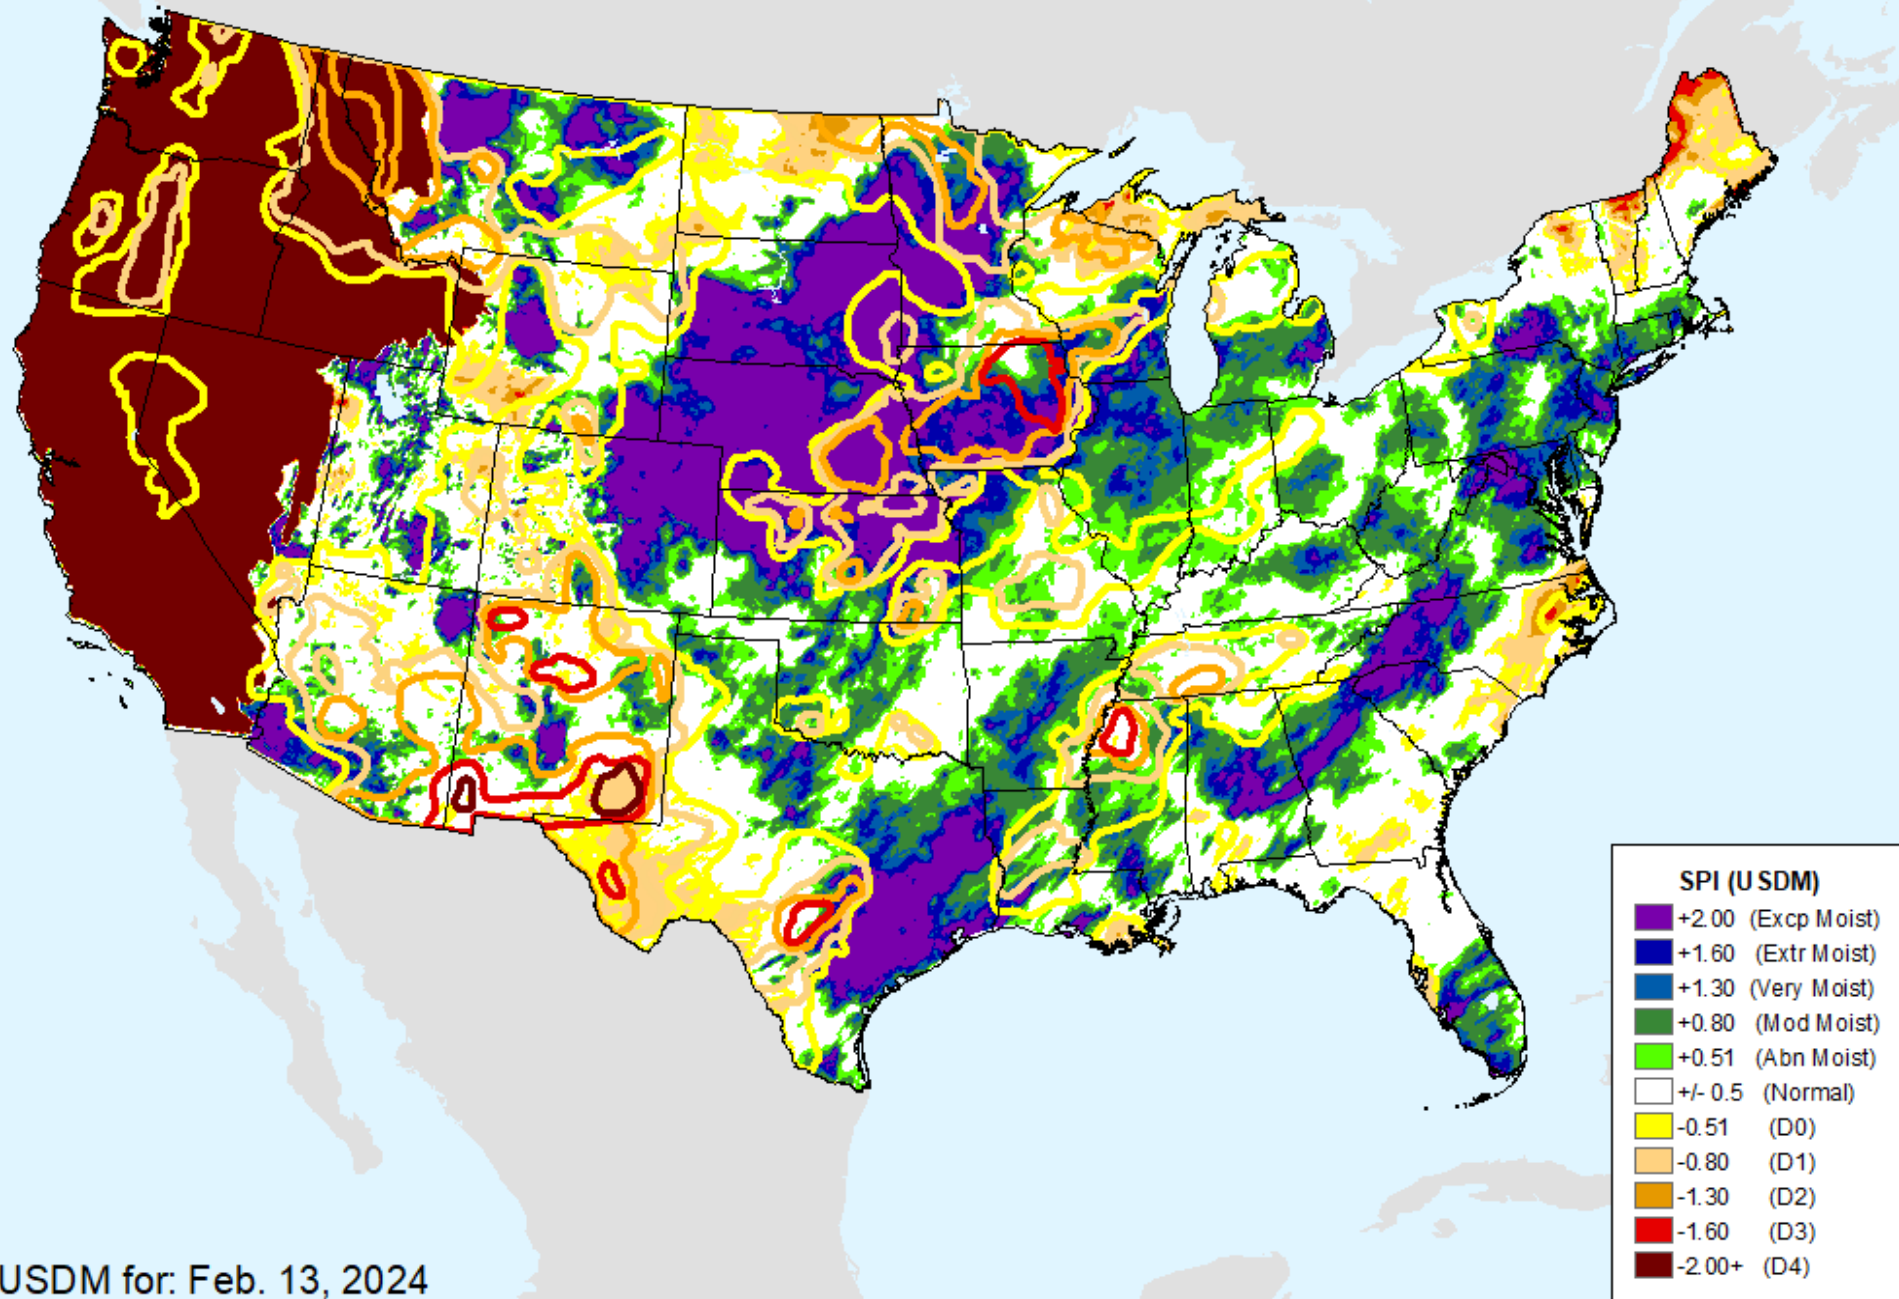 SPI (USDM)
+2.00 (Excp Moist)
+1.60 (Extr Moist)
+1.30 (Very Moist)
+0.80 (Mod Moist)
+0.51 (Abn Moist)
+/- 0.5 (Normal)
-0.51 (D0)
-0.80 (D1)
-1.30 (D2)
-1.60 (D3)
-2.00+ (D4)
USDM for: Feb. 13, 2024